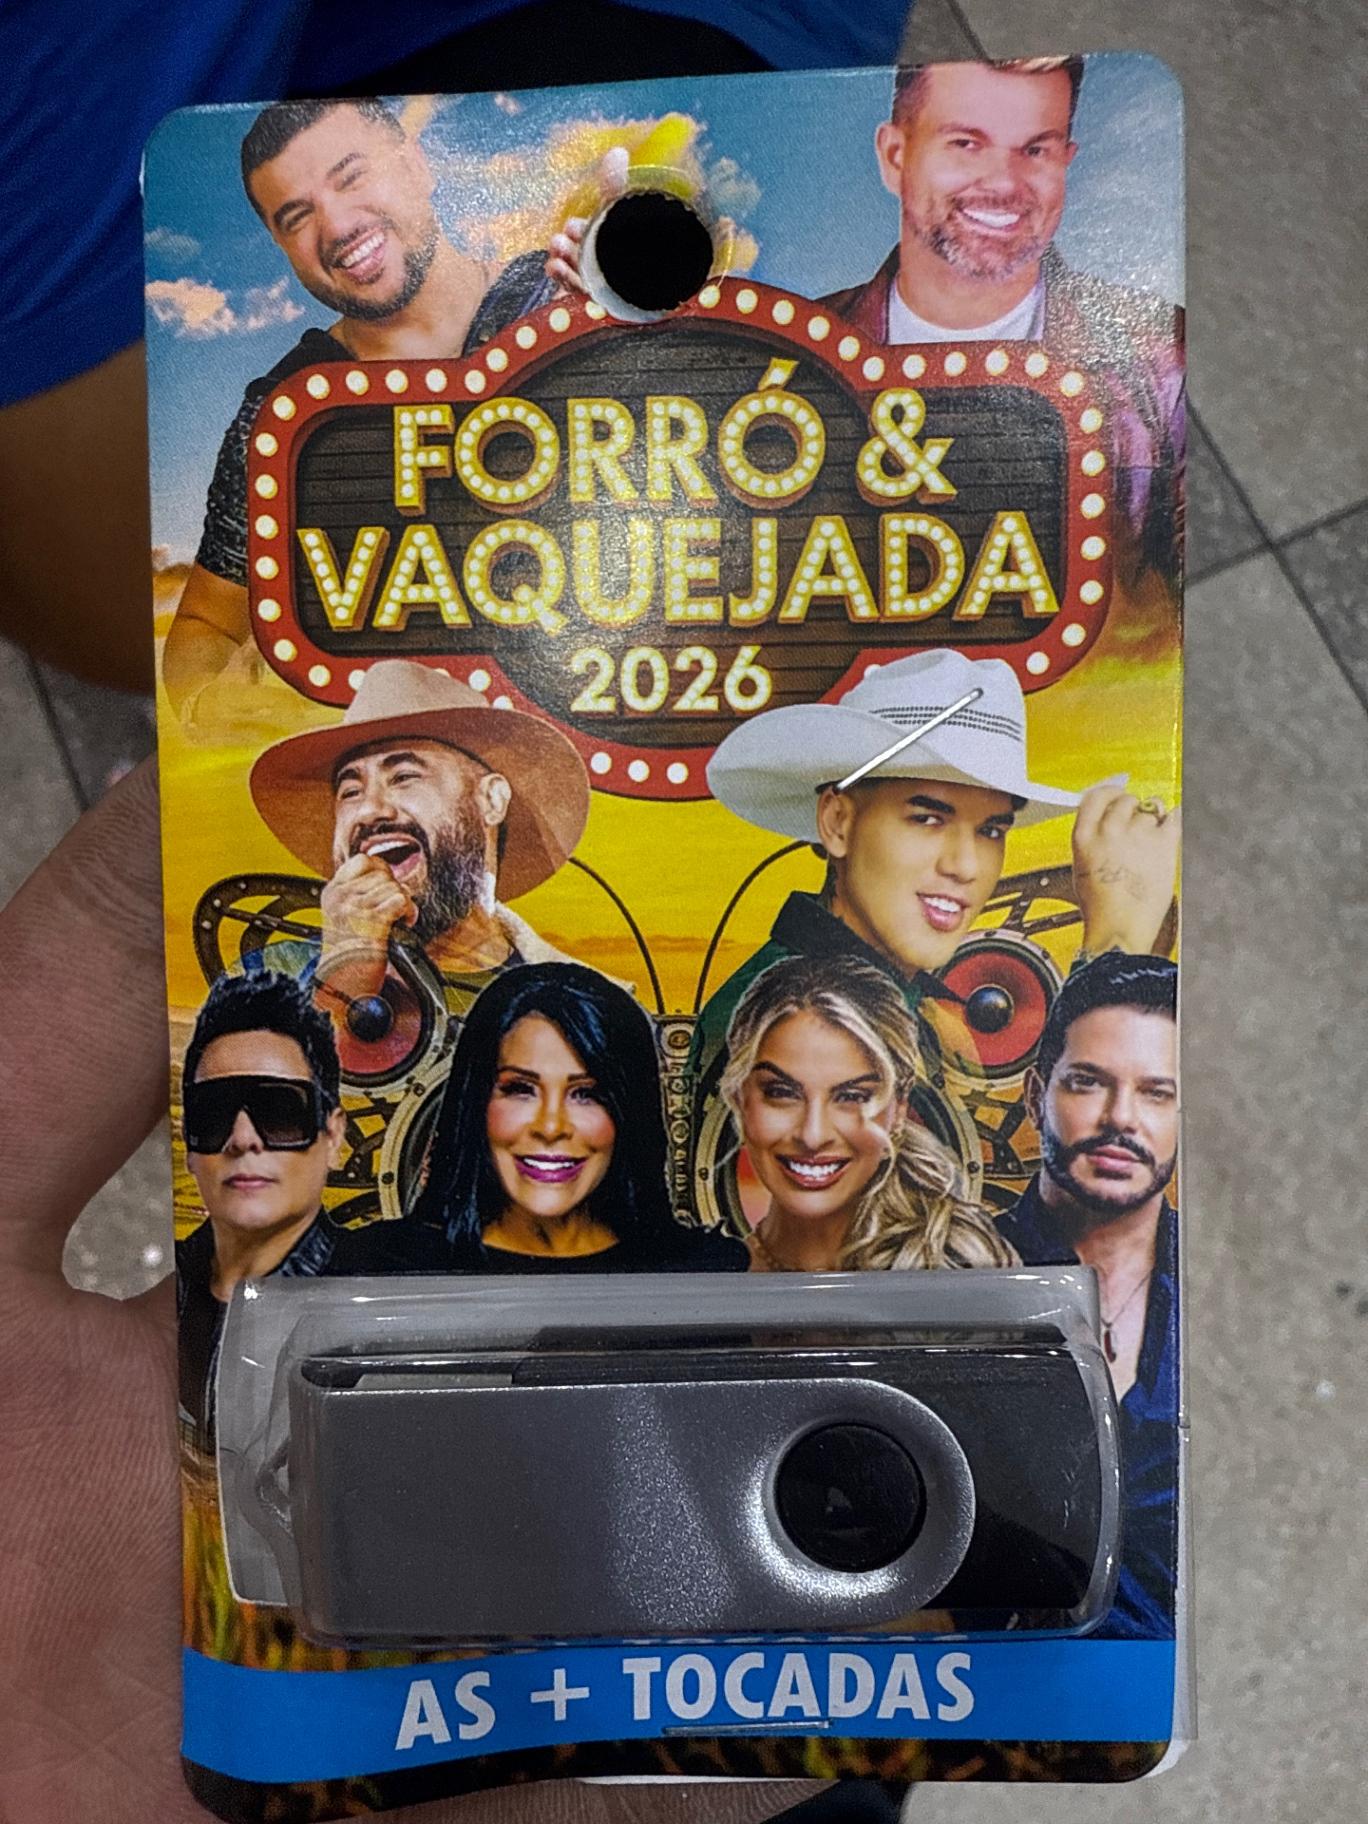 FORRÓ &
VAQUEJADA
2026
AS + TOCADAS